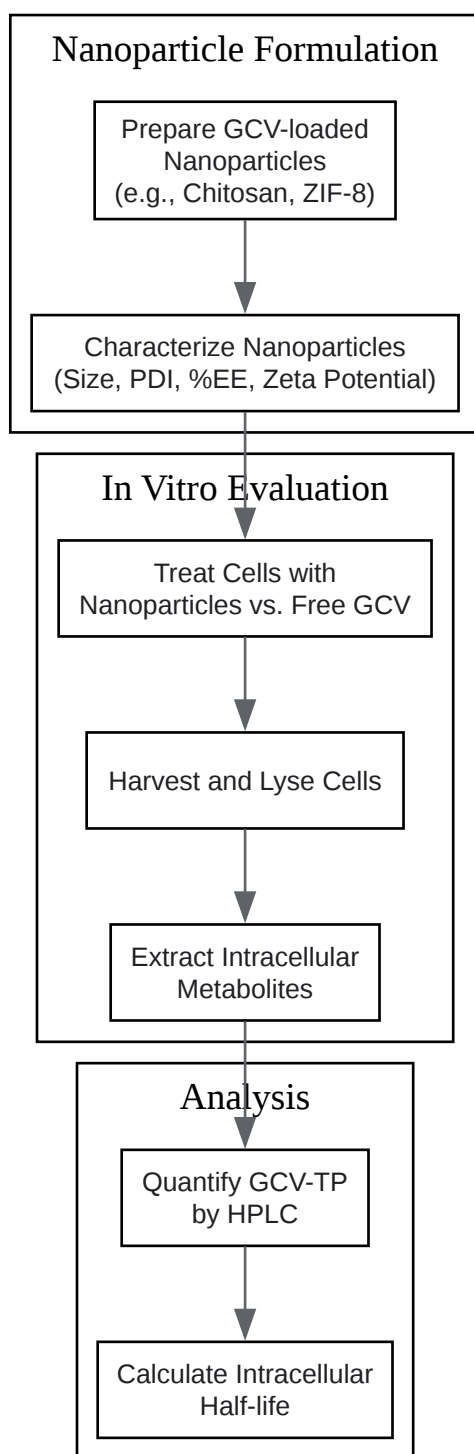 Nanoparticle Formulation
Prepare GCV-loaded
Nanoparticles
(e.g., Chitosan, ZIF-8)
Characterize Nanoparticles
(Size, PDI, %EE, Zeta Potential)
In Vitro Evaluation
Treat Cells with
Nanoparticles vs. Free GCV
Harvest and Lyse Cells
Extract Intracellular
Metabolites
Analysis
Quantify GCV-TP
by HPLC
Calculate Intracellular
Half-life